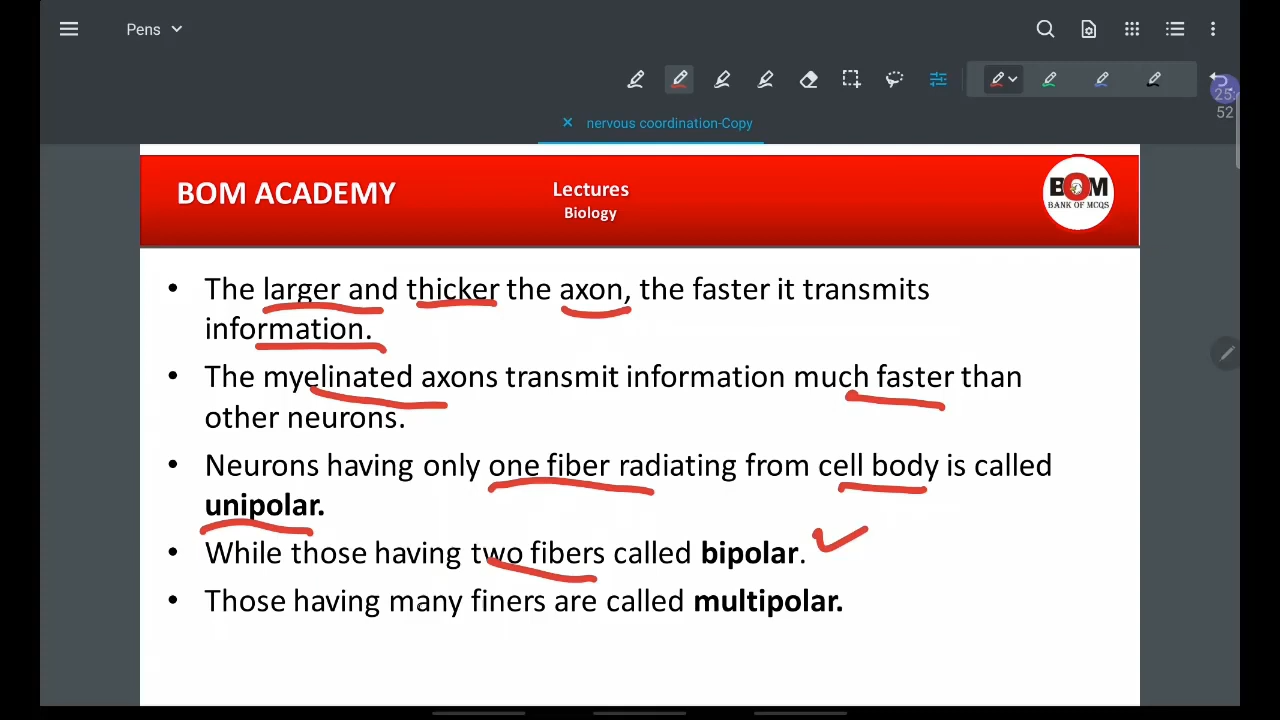 Pens
25:
52
nervous coordination-Copy
BOM ACADEMY
Lectures
Biology
BOM
BANK OF MCQS
• The larger and thicker the axon, the faster it transmits
information.
• The myelinated axons transmit information much faster than
other neurons.
• Neurons having only one fiber radiating from cell body is called
unipolar.
• While those having two fibers called bipolar.
• Those having many finers are called multipolar.